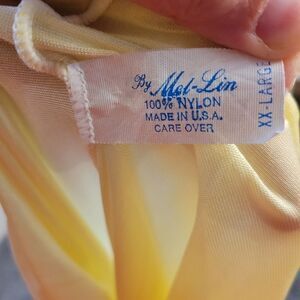 By Mel-Lin
100% NYLON
MADE IN U.S.A.
CARE OVER
XX-LARGE